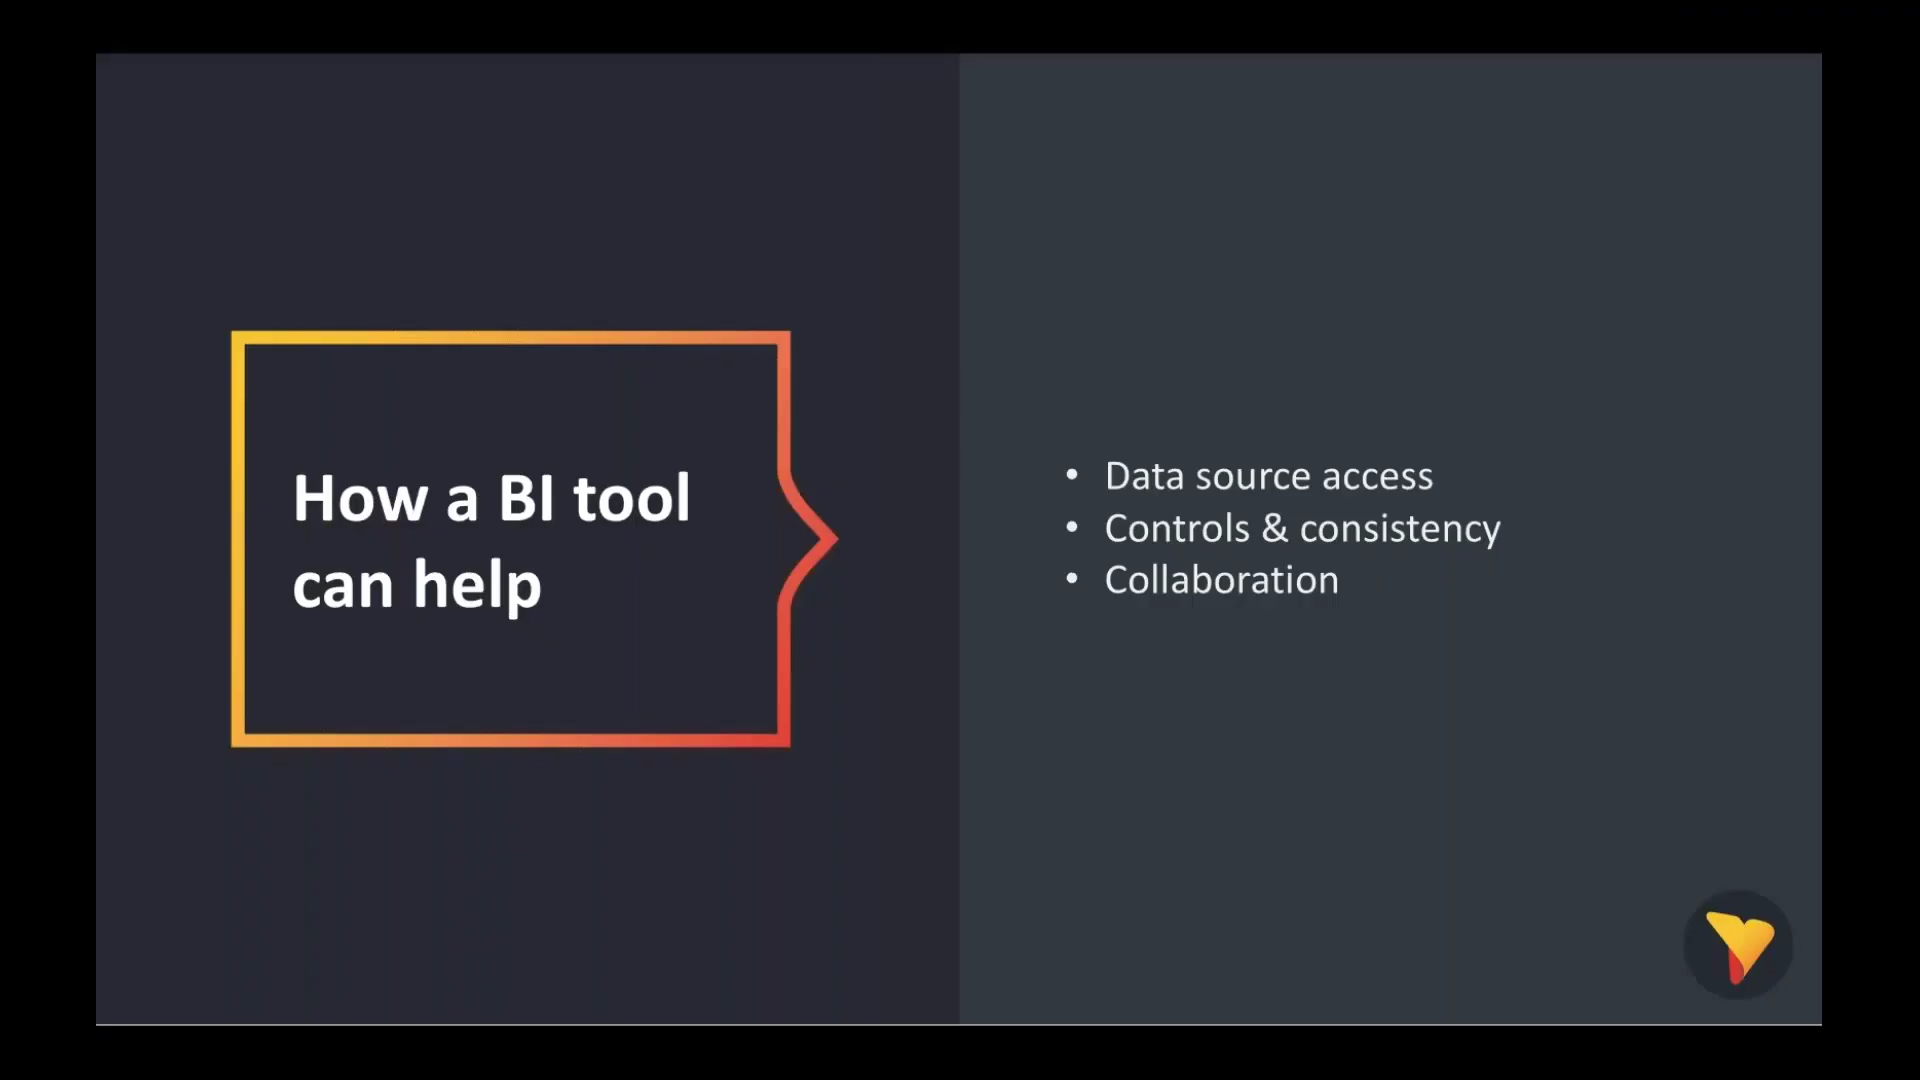 How a BI tool
can help
• Data source access
• Controls & consistency
• Collaboration